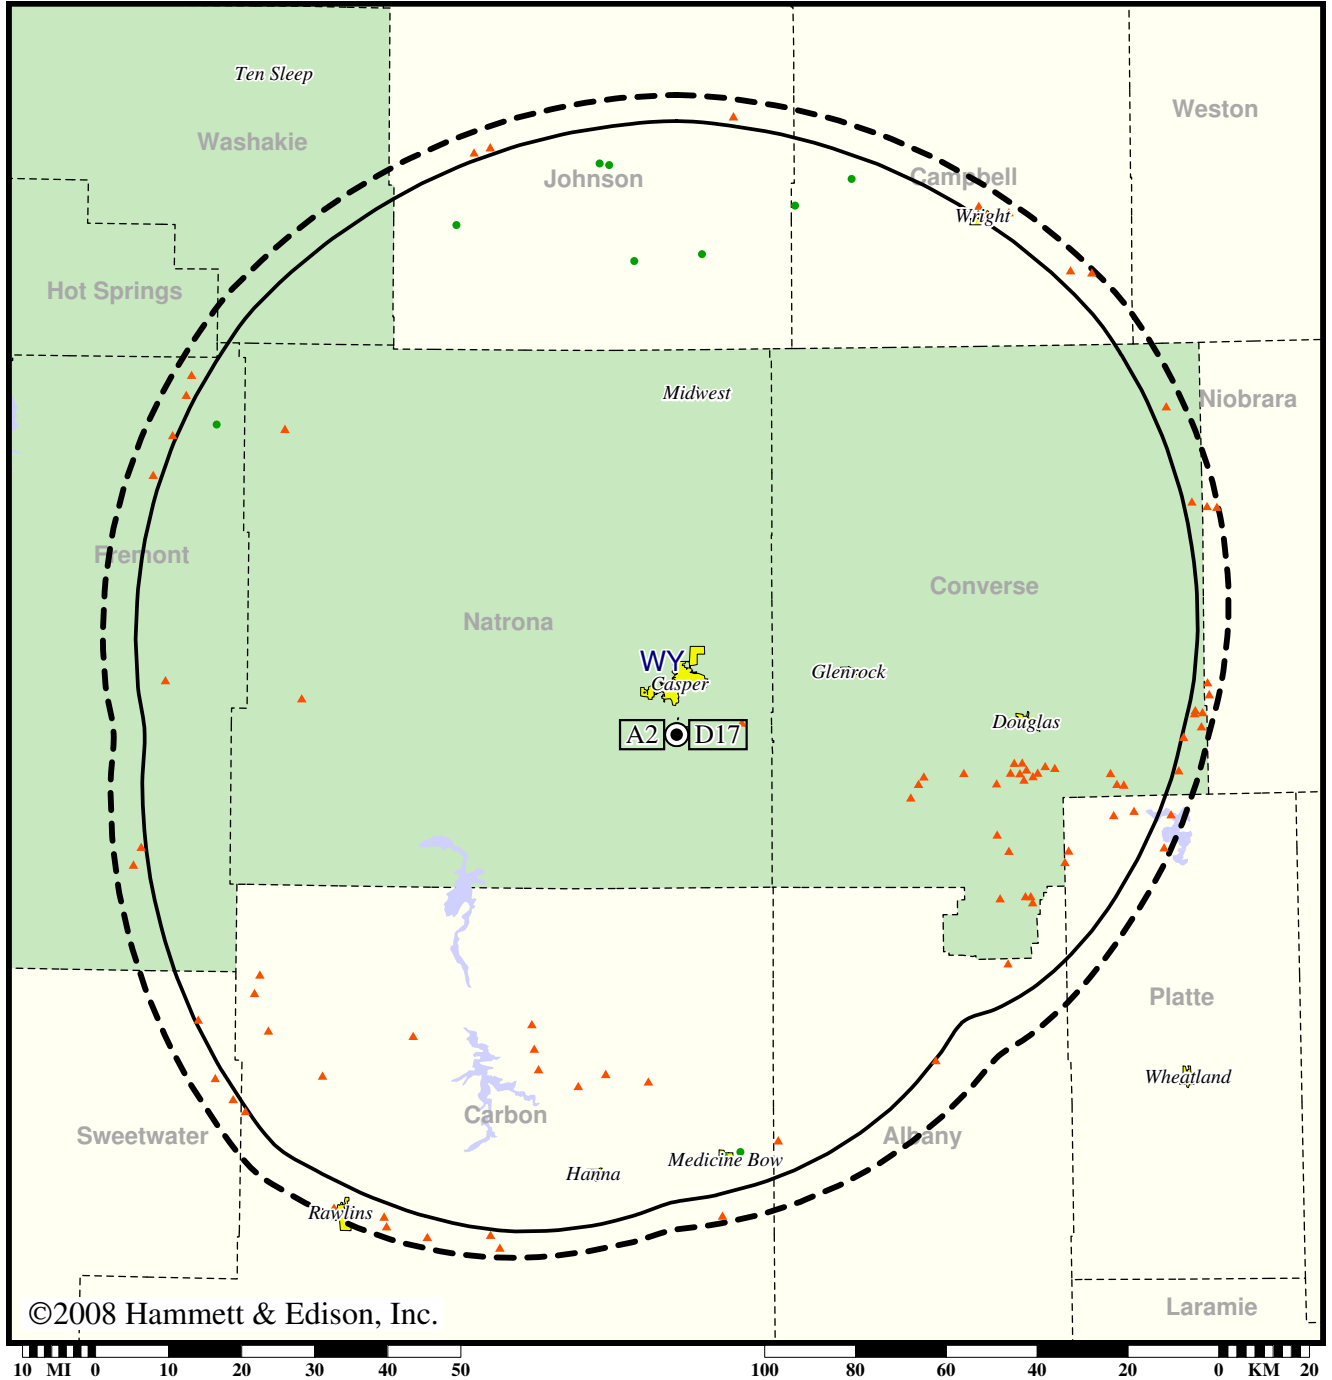 Ten Sleep
Weston
Washakie
Johnson
Campbell
Wright
Hot Springs
Midwest
Niobrara
Fremont
Converse
Natrona
WY
Casper
Glenrock
Douglas
A2 D17
Platte
Wheatland
Carbon
Sweetwater
Albany
Medicine Bow
Hanna
Rawlins
Laramie
©2008 Hammett & Edison, Inc.
10 MI 0 10 20 30 40 50 100 80 60 40 20 0 KM 20